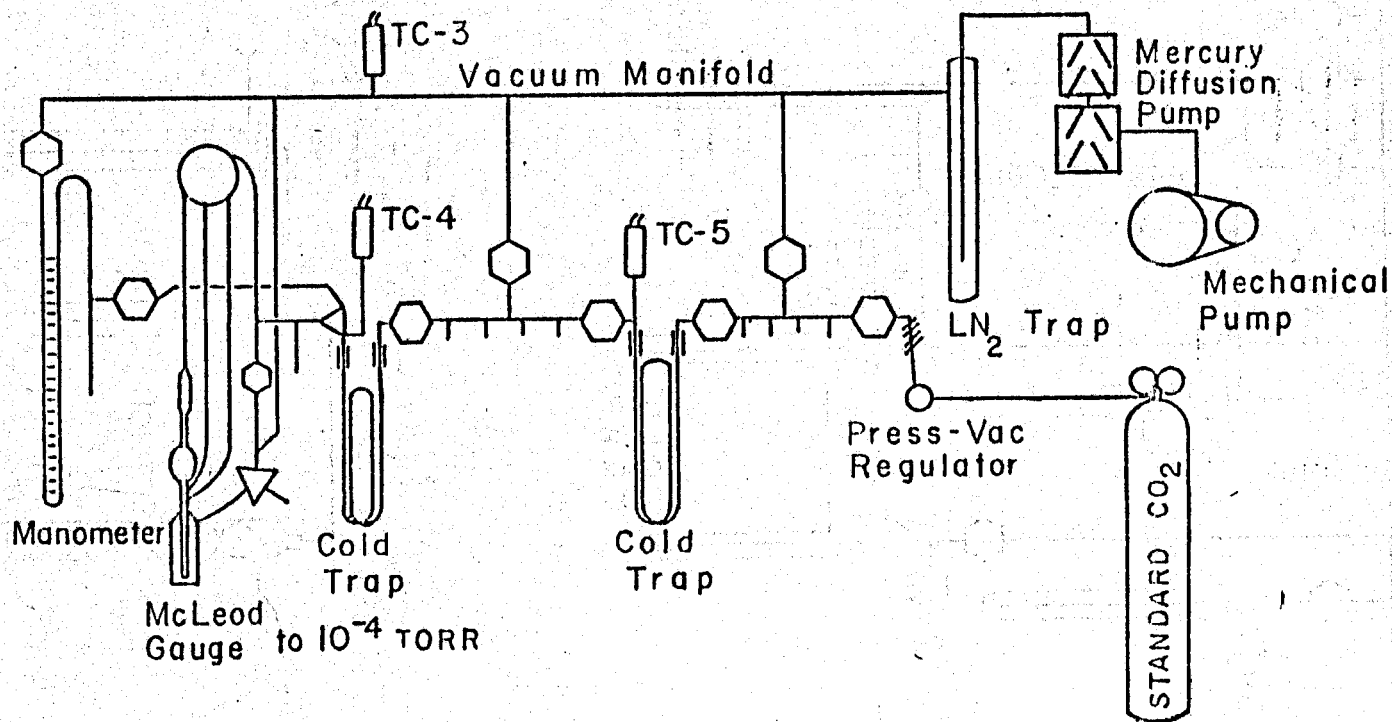 TC-3
Vacuum Manifold
Mercury
Diffusion
Pump
TC-4
TC-5
Mechanical
Pump
LN2 Trap
Press-Vac
Regulator
STANDARD CO2
Manometer
Cold
Trap
Cold
Trap
McLeod
Gauge to 10⁻⁴ TORR